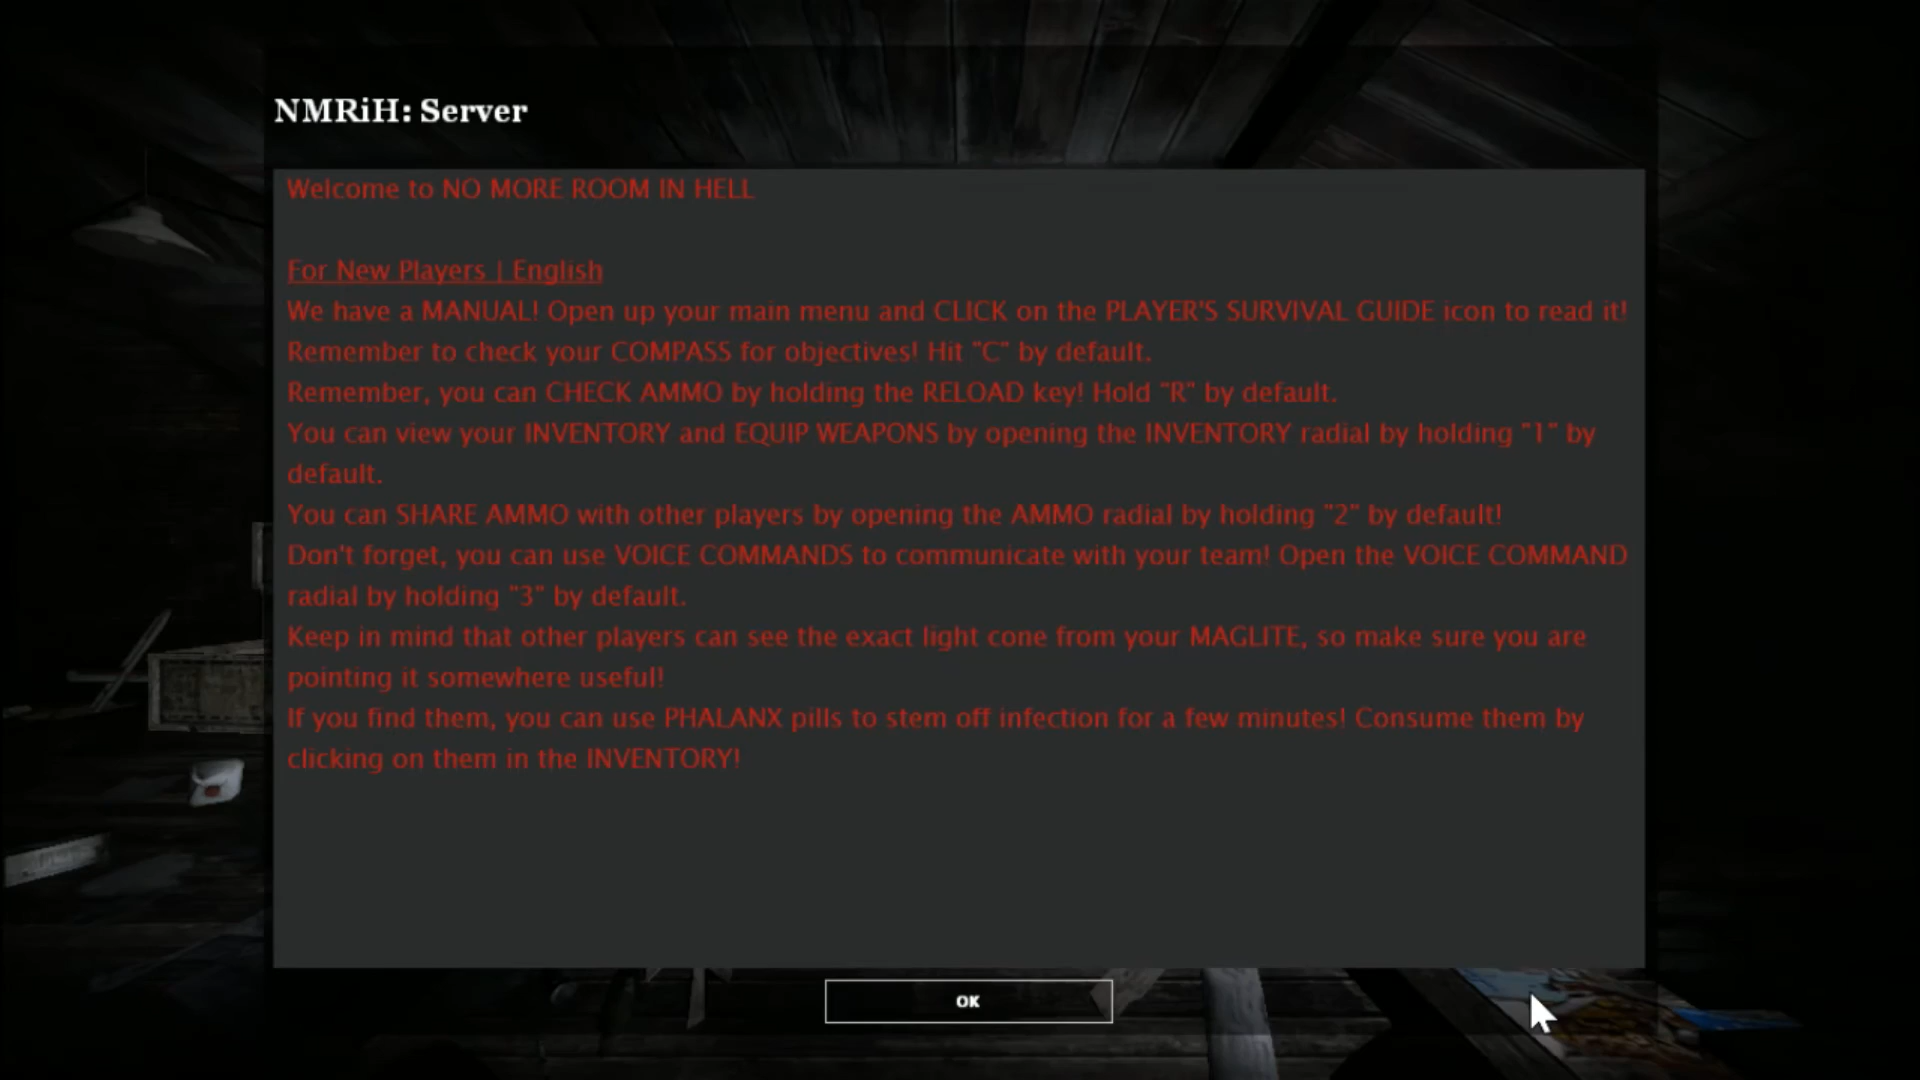 NMRiH: Server
Welcome to NO MORE ROOM IN HELL
For New Players | English
We have a MANUAL! Open up your main menu and CLICK on the PLAYER'S SURVIVAL GUIDE icon to read it!
Remember to check your COMPASS for objectives! Hit "C" by default.
Remember, you can CHECK AMMO by holding the RELOAD key! Hold "R" by default.
You can view your INVENTORY and EQUIP WEAPONS by opening the INVENTORY radial by holding "1" by
default.
You can SHARE AMMO with other players by opening the AMMO radial by holding "2" by default!
Don't forget, you can use VOICE COMMANDS to communicate with your team! Open the VOICE COMMAND
radial by holding "3" by default.
Keep in mind that other players can see the exact light cone from your MAGLITE, so make sure you are
pointing it somewhere useful!
If you find them, you can use PHALANX pills to stem off infection for a few minutes! Consume them by
clicking on them in the INVENTORY!
OK